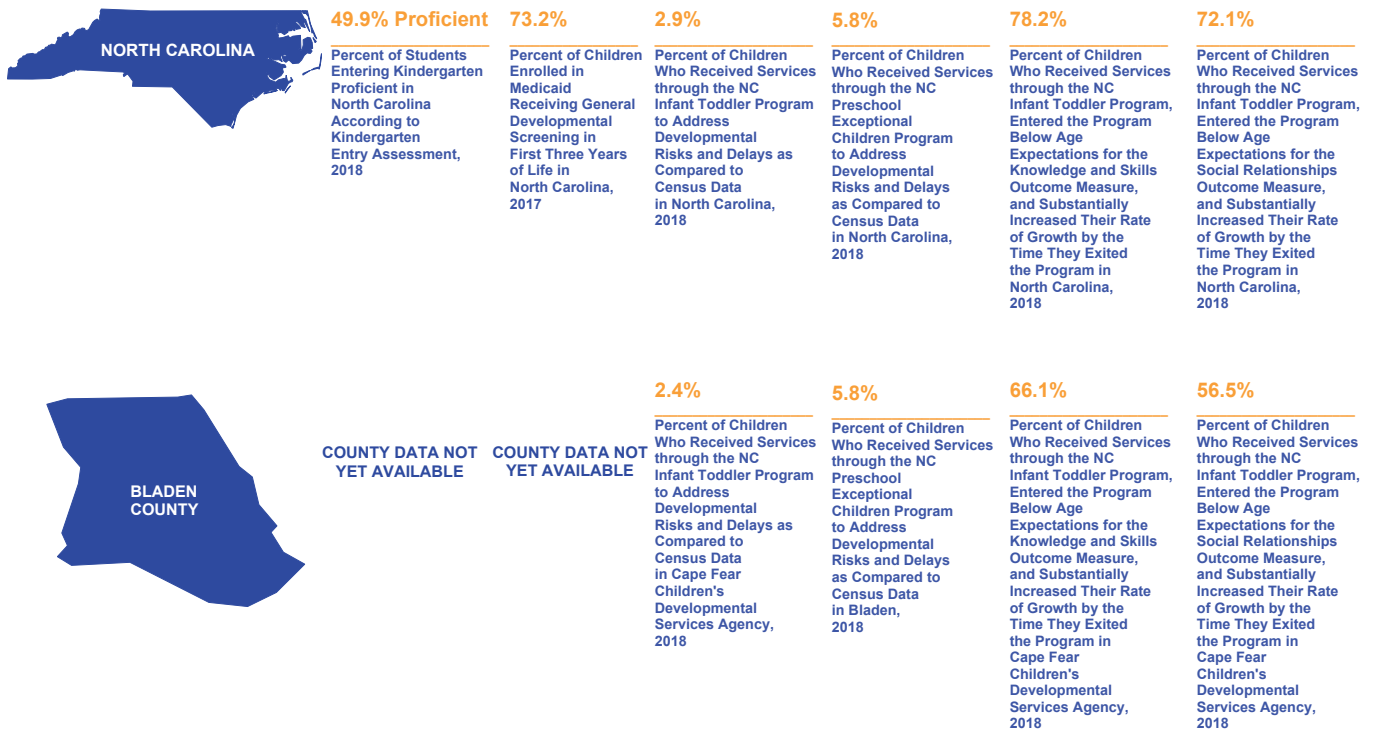 NORTH CAROLINA
49.9% Proficient
Percent of Students
Entering Kindergarten
Proficient in
North Carolina
According to
Kindergarten
Entry Assessment,
2018
73.2%
Percent of Children
Enrolled in
Medicaid
Receiving General
Developmental
Screening in
First Three Years
of Life in
North Carolina,
2017
2.9%
Percent of Children
Who Received Services
through the NC
Infant Toddler Program
to Address
Developmental
Risks and Delays as
Compared to
Census Data
in North Carolina,
2018
5.8%
Percent of Children
Who Received Services
through the NC
Preschool
Exceptional
Children Program
to Address
Developmental
Risks and Delays
as Compared to
Census Data
in North Carolina,
2018
78.2%
Percent of Children
Who Received Services
through the NC
Infant Toddler Program,
Entered the Program
Below Age
Expectations for the
Knowledge and Skills
Outcome Measure,
and Substantially
Increased Their Rate
of Growth by the
Time They Exited
the Program in
North Carolina,
2018
72.1%
Percent of Children
Who Received Services
through the NC
Infant Toddler Program,
Entered the Program
Below Age
Expectations for the
Social Relationships
Outcome Measure,
and Substantially
Increased Their Rate
of Growth by the
Time They Exited
the Program in
North Carolina,
2018
BLADEN
COUNTY
COUNTY DATA NOT
YET AVAILABLE
COUNTY DATA NOT
YET AVAILABLE
2.4%
Percent of Children
Who Received Services
through the NC
Infant Toddler Program
to Address
Developmental
Risks and Delays as
Compared to
Census Data
in Cape Fear
Children's
Developmental
Services Agency,
2018
5.8%
Percent of Children
Who Received Services
through the NC
Preschool
Exceptional
Children Program
to Address
Developmental
Risks and Delays
as Compared to
Census Data
in Bladen,
2018
66.1%
Percent of Children
Who Received Services
through the NC
Infant Toddler Program,
Entered the Program
Below Age
Expectations for the
Knowledge and Skills
Outcome Measure,
and Substantially
Increased Their Rate
of Growth by the
Time They Exited
the Program in
Cape Fear
Children's
Developmental
Services Agency,
2018
56.5%
Percent of Children
Who Received Services
through the NC
Infant Toddler Program,
Entered the Program
Below Age
Expectations for the
Social Relationships
Outcome Measure,
and Substantially
Increased Their Rate
of Growth by the
Time They Exited
the Program in
Cape Fear
Children's
Developmental
Services Agency,
2018